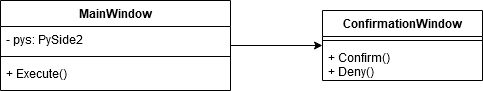 MainWindow
- pys: PySide2
+ Execute()
ConfirmationWindow
+ Confirm()
+ Deny()